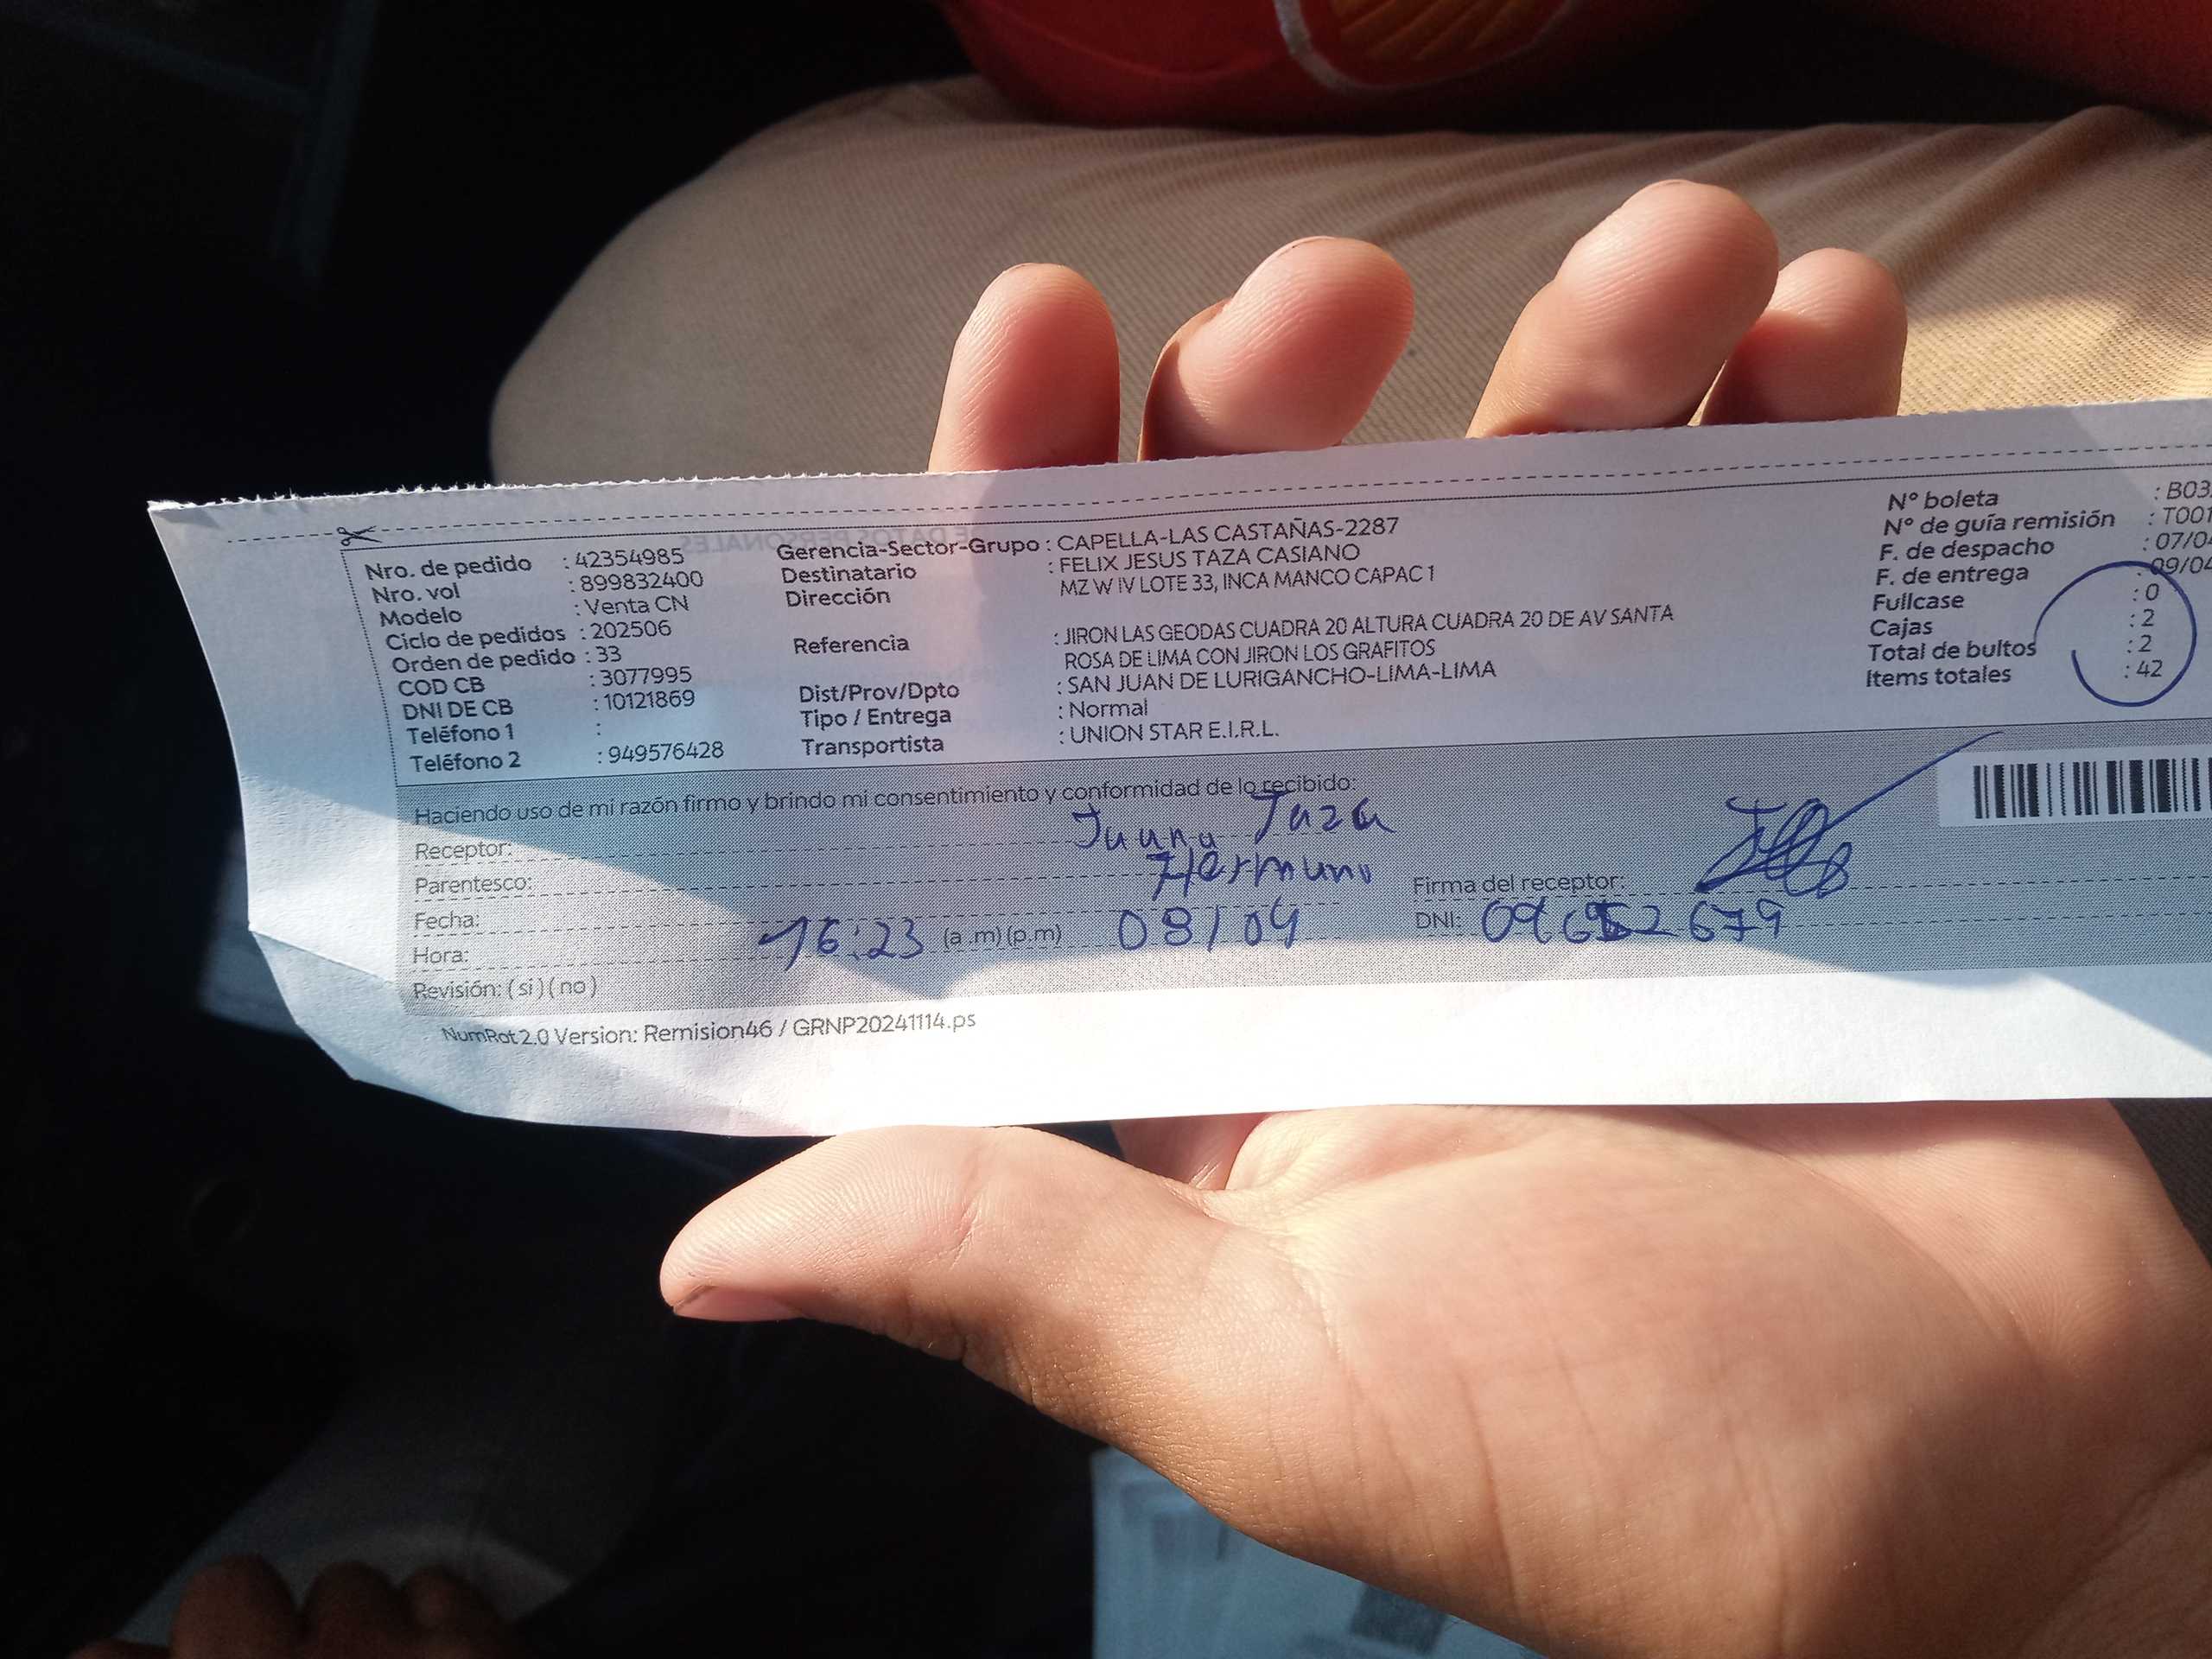 Nro. de pedido : 42354985
Nro. vol : 899832400
Modelo : Venta CN
Ciclo de pedidos : 202506
Orden de pedido : 33
COD CB : 3077995
DNI DE CB : 10121869
Teléfono 1 :
Teléfono 2 : 949576428
Gerencia-Sector-Grupo : CAPELLA-LAS CASTAÑAS-2287
Destinatario : FELIX JESUS TAZA CASIANO
Dirección MZ W IV LOTE 33, INCA MANCO CAPAC 1
Referencia : JIRON LAS GEODAS CUADRA 20 ALTURA CUADRA 20 DE AV SANTA
ROSA DE LIMA CON JIRON LOS GRAFITOS
Dist/Prov/Dpto : SAN JUAN DE LURIGANCHO-LIMA-LIMA
Tipo / Entrega : Normal
Transportista : UNION STAR E.I.R.L.
N° boleta : B03
N° de guía remisión : T001
F. de despacho : 07/04
F. de entrega : 09/04
Fullcase : 0
Cajas : 2
Total de bultos : 2
Items totales : 42
Haciendo uso de mi razón firmo y brindo mi consentimiento y conformidad de lo recibido:
Receptor: Taza
Parentesco: Hermano
Firma del receptor:
Fecha: 08/04
DNI:
Hora: 16:23 (a.m)(p.m)
Revisión: (si)(no)
NumRot2.0 Version: Remision46 / GRNP20241114.ps